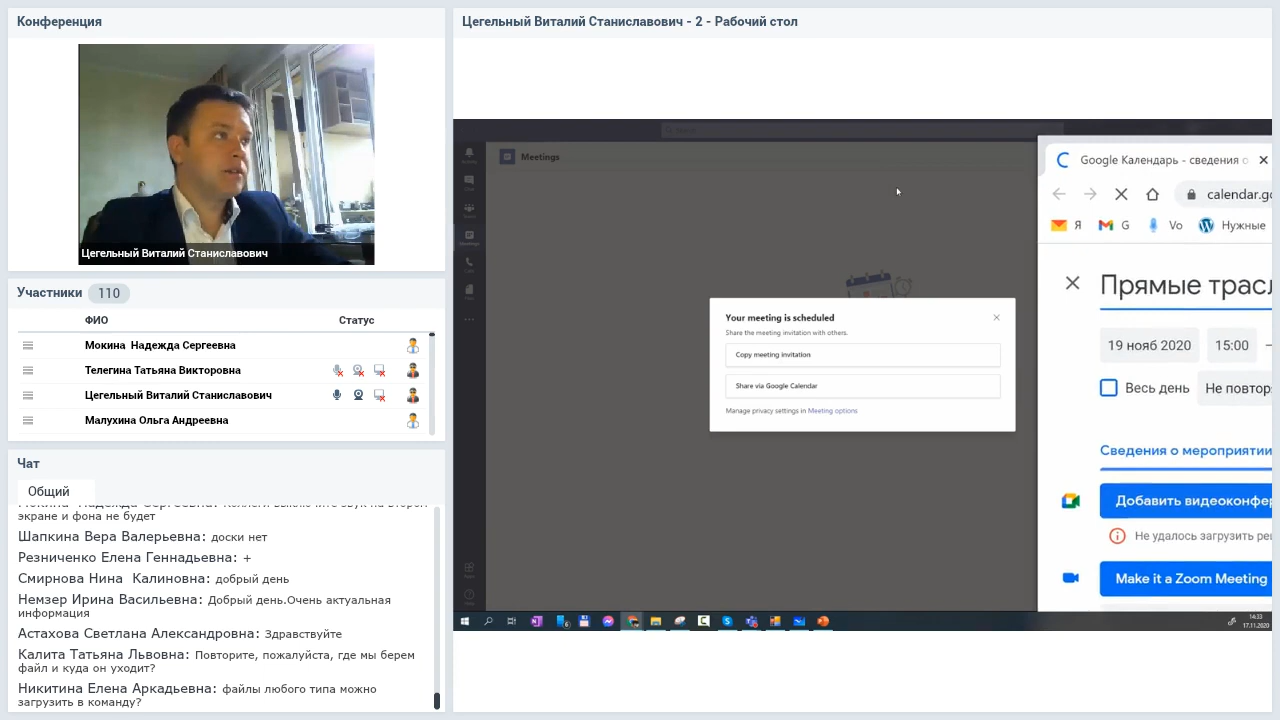 Конференция
Цегельный Виталий Станиславович
Участники 110
ФИО Статус
Мокина Надежда Сергеевна
Телегина Татьяна Викторовна
Цегельный Виталий Станиславович
Малухина Ольга Андреевна
Чат
Общий
экране и фона не будет
Шапкина Вера Валерьевна: доски нет
Резниченко Елена Геннадьевна: +
Смирнова Нина Калиновна: добрый день
Немзер Ирина Васильевна: Добрый день.Очень актуальная
информация
Астахова Светлана Александровна: Здравствуйте
Калита Татьяна Львовна: Повторите, пожалуйста, где мы берем
файл и куда он уходит?
Никитина Елена Аркадьевна: файлы любого типа можно
загрузить в команду?
Цегельный Виталий Станиславович - 2 - Рабочий стол
Meetings
Your meeting is scheduled
Share the meeting invitation with others.
Copy meeting invitation
Share via Google Calendar
Manage privacy settings in Meeting options
Google Календарь - сведения о
calendar.go
Я G Vo Нужные
Прямые трасл
19 нояб 2020 15:00 –
Весь день Не повтор
Сведения о мероприятии
Добавить видеоконфер
Не удалось загрузить ре
Make it a Zoom Meeting
14:33
17.11.2020